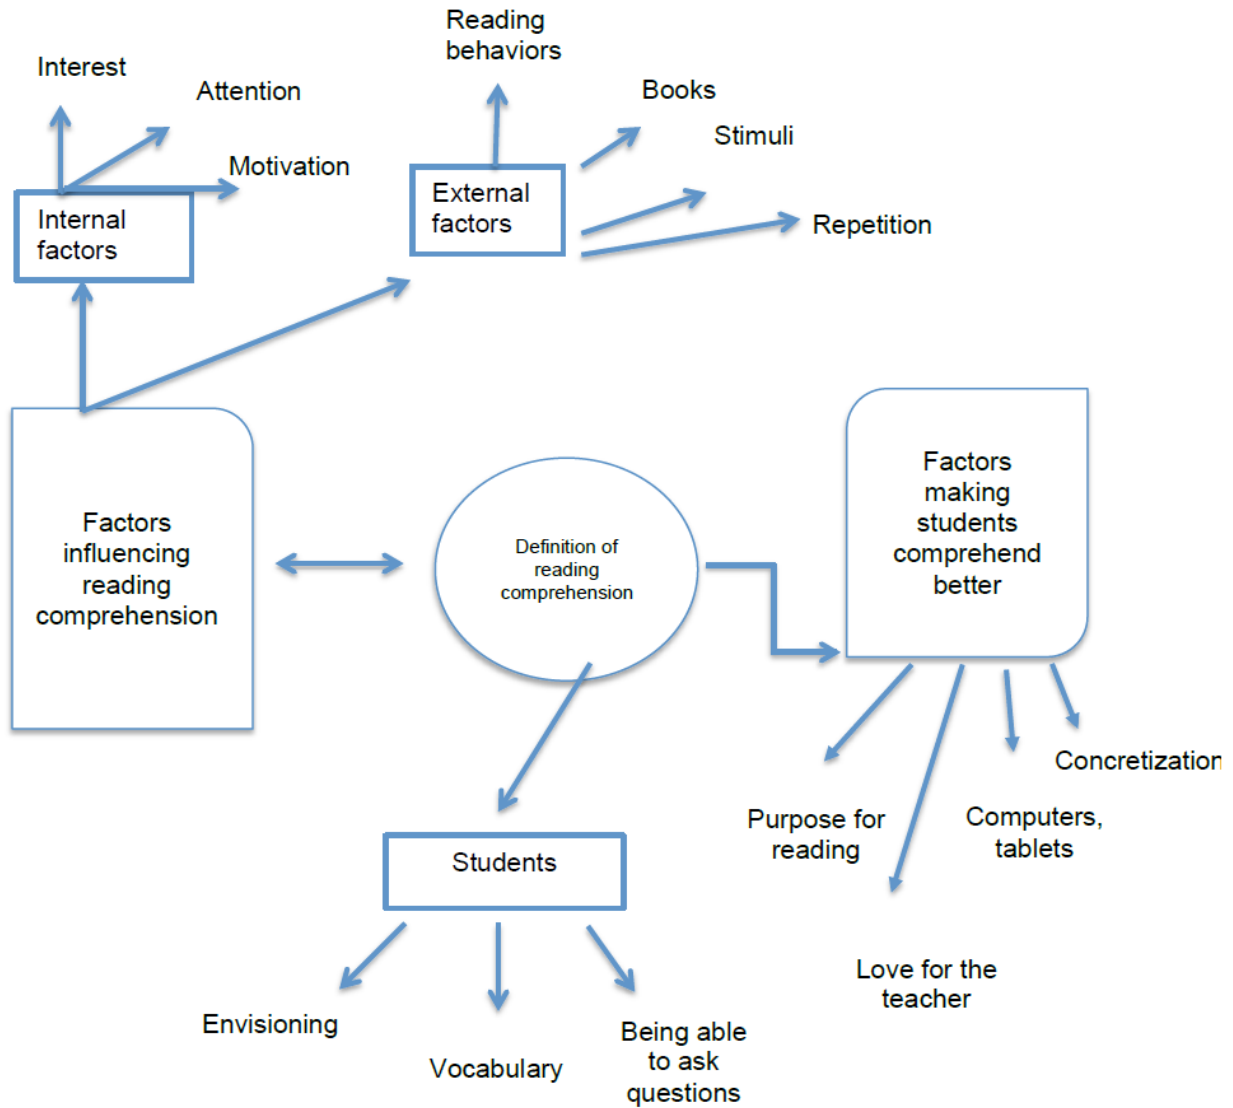 Reading
behaviors
Interest
Attention
Books
Stimuli
Motivation
Internal
factors
External
factors
Repetition
Factors
influencing
reading
comprehension
Definition of
reading
comprehension
Factors
making
students
comprehend
better
Concretization
Purpose for
reading
Computers,
tablets
Love for the
teacher
Students
Envisioning
Vocabulary
Being able
to ask
questions